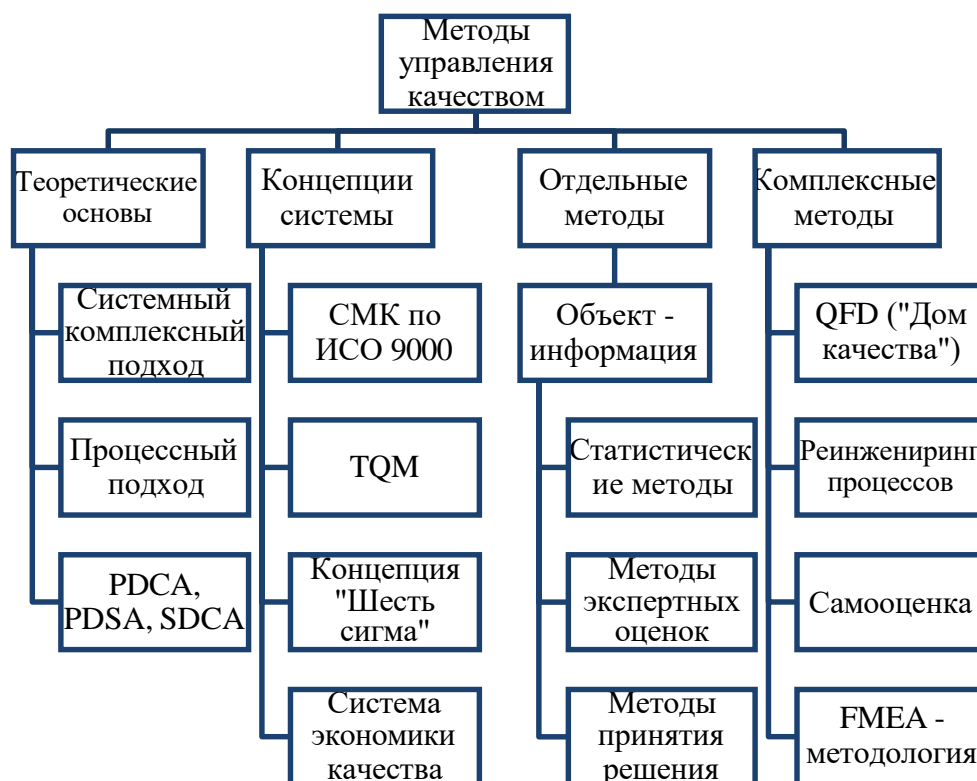 Методы
управления
качеством
Теоретические
основы
Концепции
системы
Отдельные
методы
Комплексные
методы
Системный
комплексный
подход
СМК по
ИСО 9000
Объект -
информация
QFD ("Дом
качества")
Процессный
подход
TQM
Статистическ
ие методы
Реинжениринг
процессов
PDCA,
PDSA, SDCA
Концепция
"Шесть
сигма"
Методы
экспертных
оценок
Самооценка
Система
экономики
качества
Методы
принятия
решения
FMEA -
методология